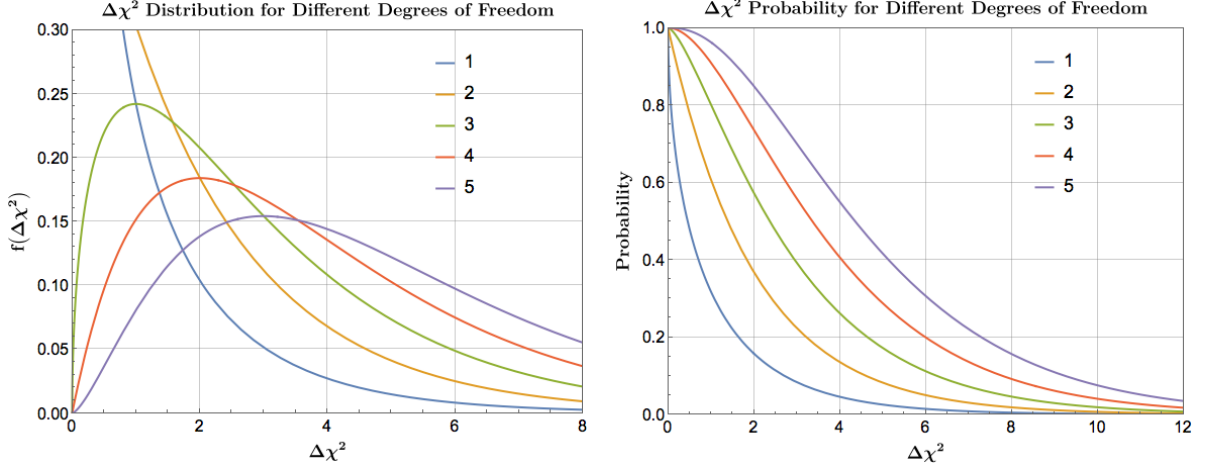 Δχ² Distribution for Different Degrees of Freedom
f(Δχ²)
0.30
0.25
0.20
0.15
0.10
0.05
0.00
1
2
3
4
5
0 2 4 6 8
Δχ²
Δχ² Probability for Different Degrees of Freedom
Probability
1.0
0.8
0.6
0.4
0.2
0.0
1
2
3
4
5
0 2 4 6 8 10 12
Δχ²